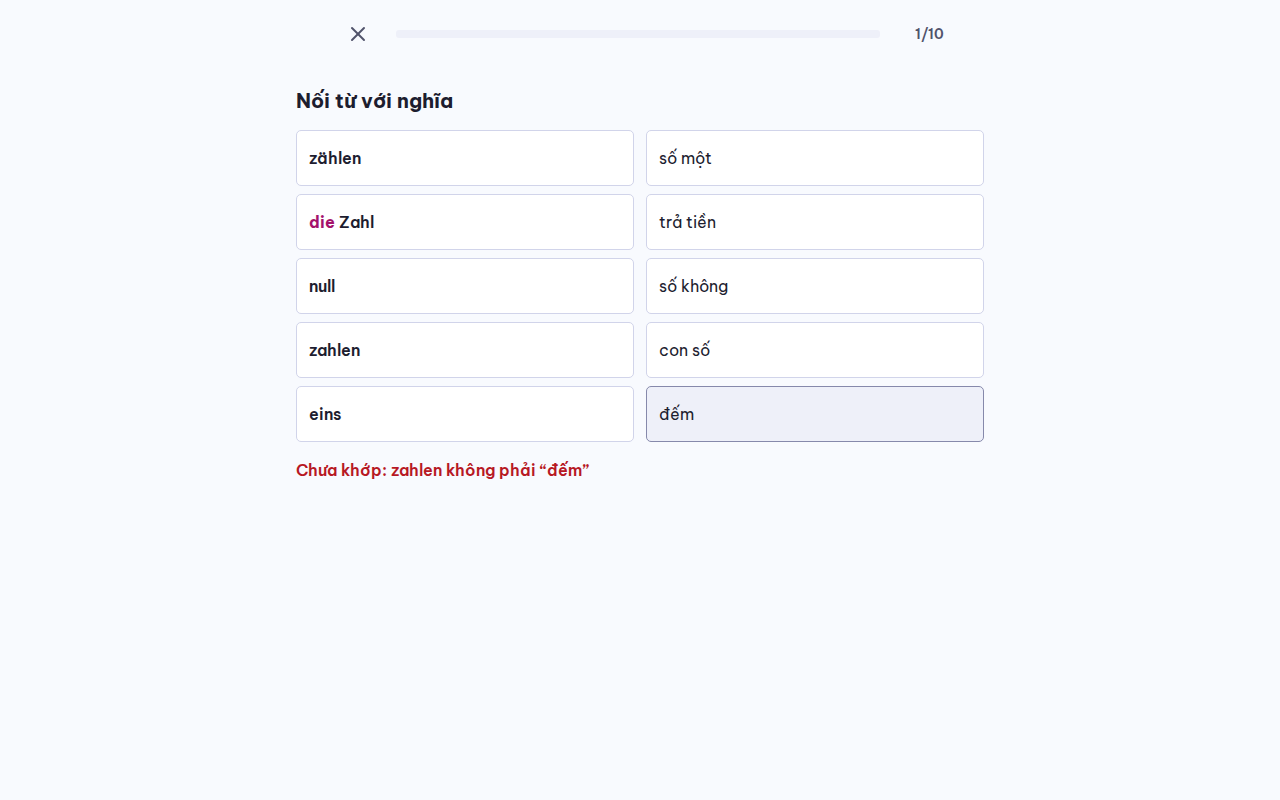 1/10
Nối từ với nghĩa
zählen
số một
die Zahl
trả tiền
null
số không
zahlen
con số
eins
đếm
Chưa khớp: zahlen không phải “đếm”